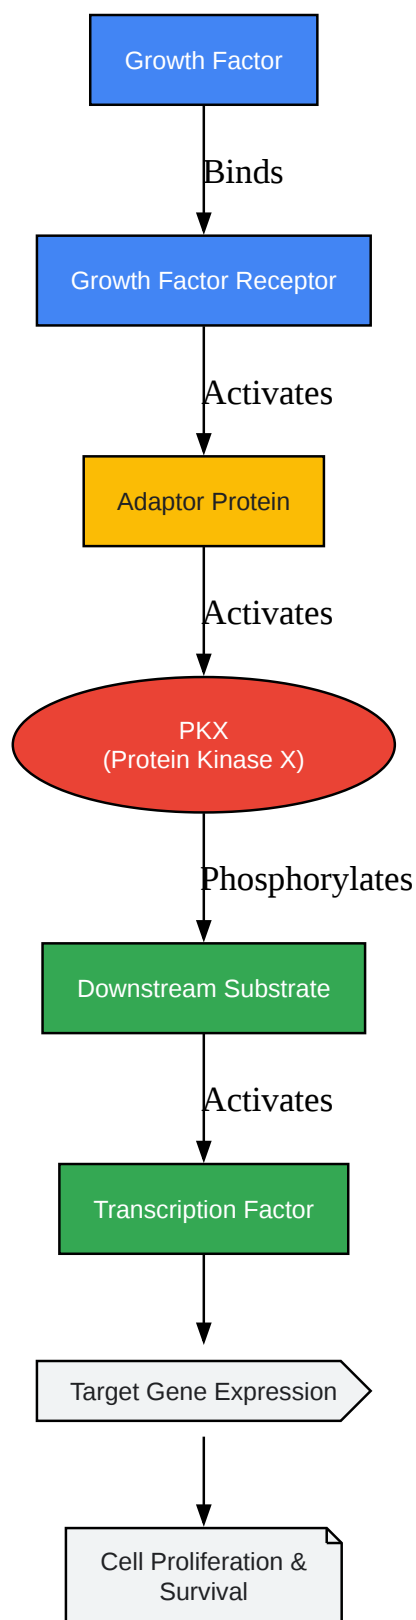 Growth Factor
Binds
Growth Factor Receptor
Activates
Adaptor Protein
Activates
PKX
(Protein Kinase X)
Phosphorylates
Downstream Substrate
Activates
Transcription Factor
Target Gene Expression
Cell Proliferation &
Survival